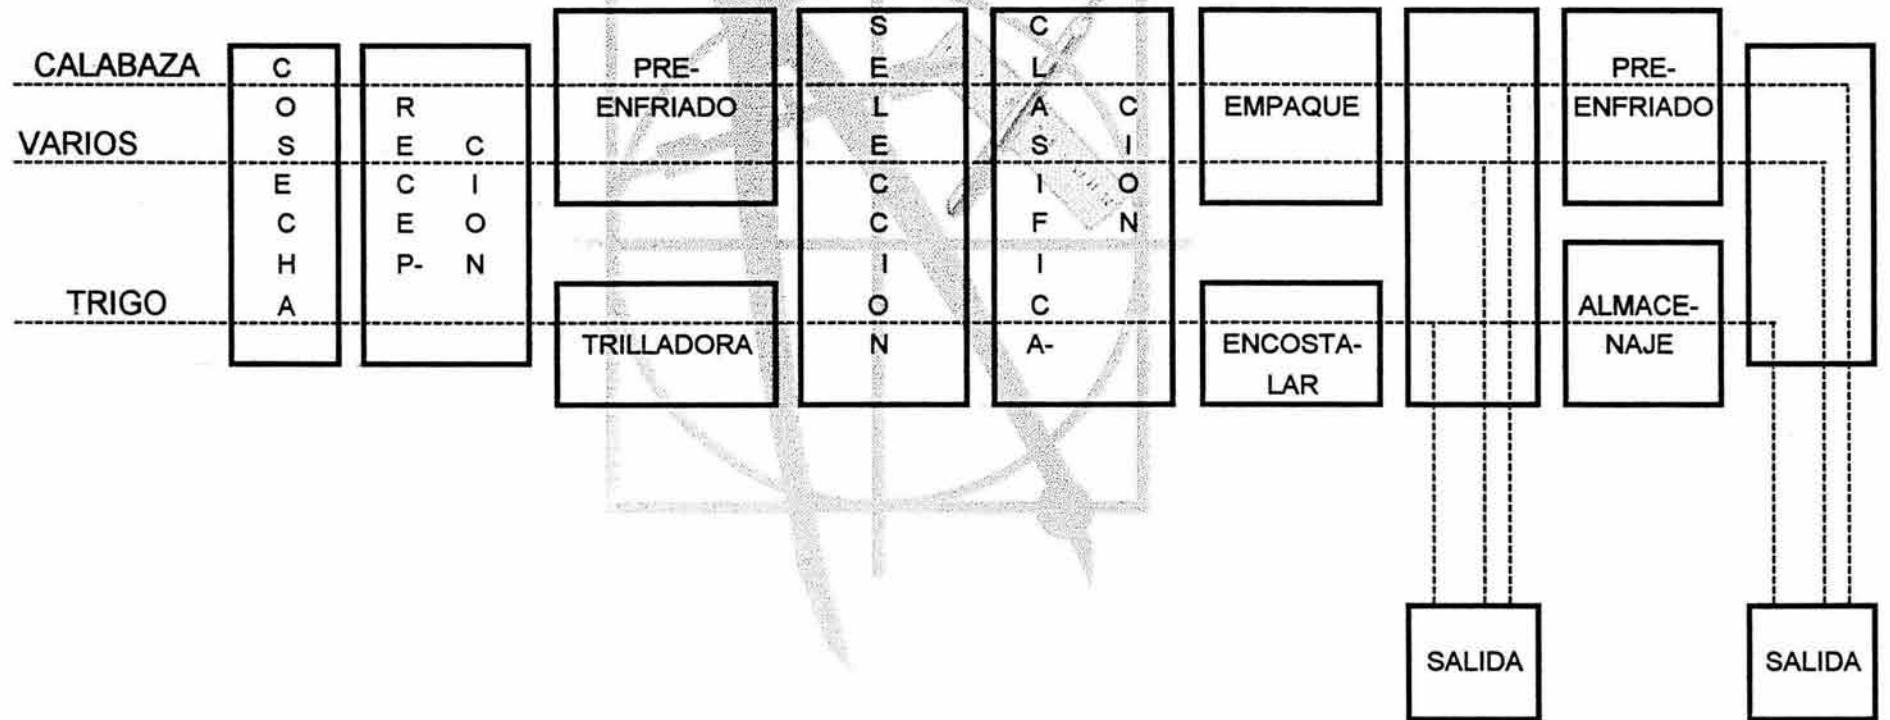 CALABAZA
VARIOS
TRIGO
COSECHA
RECEP-
CION
PRE-
ENFRIADO
TRILLADORA
SELECCION
CLASIFICA-
CION
EMPAQUE
ENCOSTA-
LAR
PRE-
ENFRIADO
ALMACE-
NAJE
SALIDA
SALIDA